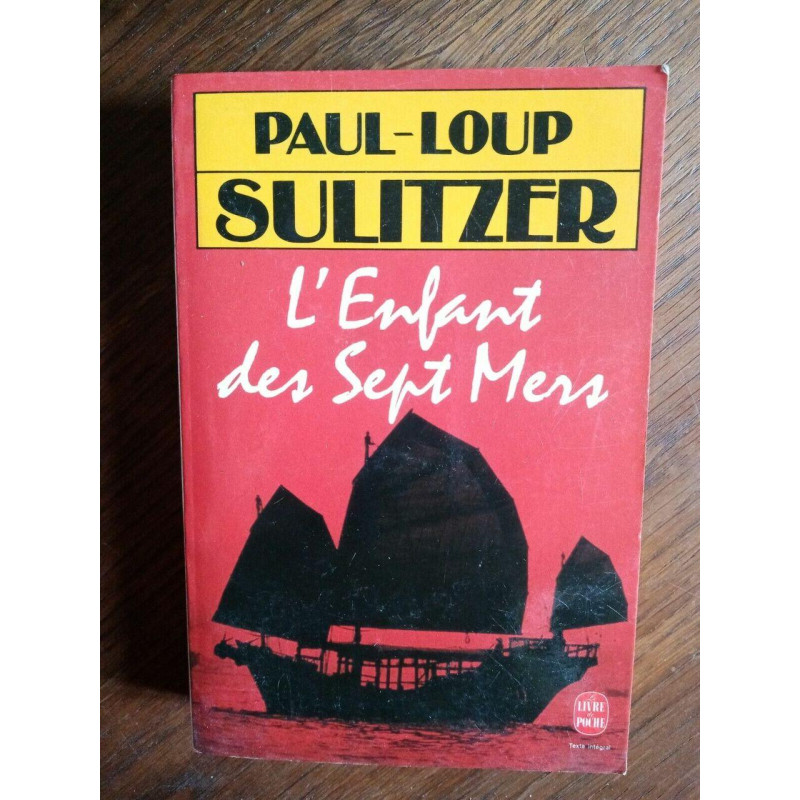 PAUL-LOUP
SULITZER
L'Enfant
des Sept Mers
Le
LIVRE
de
POCHE
Texte intégral